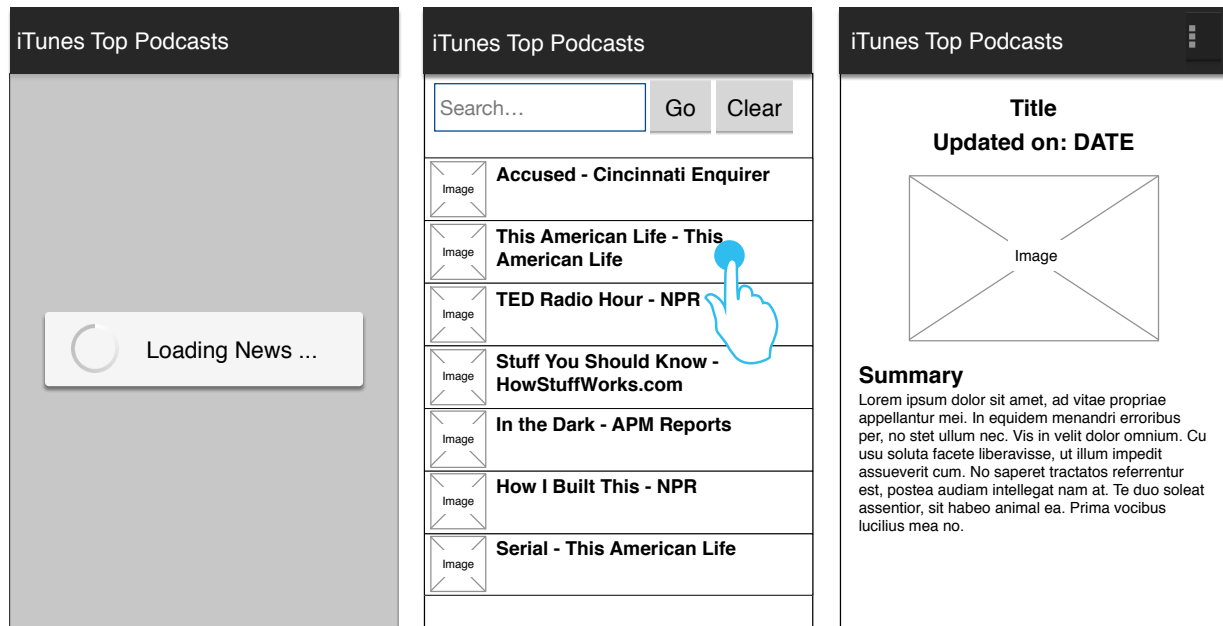 iTunes Top Podcasts
Loading News ...
iTunes Top Podcasts
Search...
Go
Clear
Image
Accused - Cincinnati Enquirer
Image
This American Life - This
American Life
Image
TED Radio Hour - NPR
Image
Stuff You Should Know -
HowStuffWorks.com
Image
In the Dark - APM Reports
Image
How I Built This - NPR
Image
Serial - This American Life
iTunes Top Podcasts
Title
Updated on: DATE
Image
Summary
Lorem ipsum dolor sit amet, ad vitae propriae
appellantur mei. In equidem menandri erroribus
per, no stet ullum nec. Vis in velit dolor omnium. Cu
usu soluta facete liberavisse, ut illum impedit
assueverit cum. No saperet tractatos referrentur
est, postea audiam intellegat nam at. Te duo soleat
assentior, sit habeo animal ea. Prima vocibus
lucilius mea no.